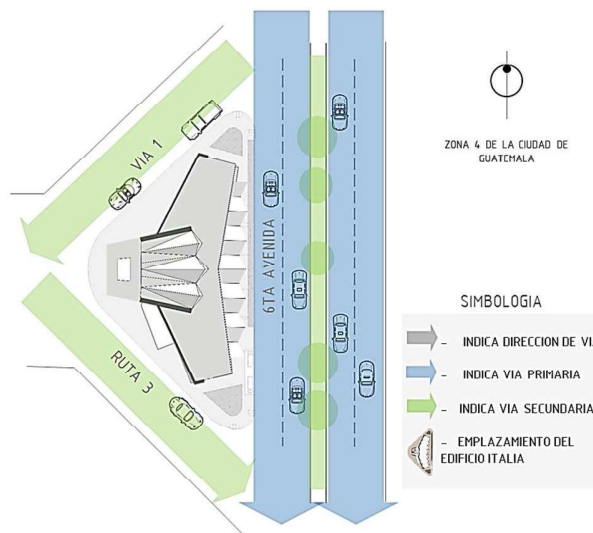 VIA 1
6TA AVENIDA
RUTA 3
ZONA 4 DE LA CIUDAD DE
GUATEMALA
SIMBOLOGIA
- INDICA DIRECCION DE VI
- INDICA VIA PRIMARIA
- INDICA VIA SECUNDARIA
- EMPLAZAMIENTO DEL
EDIFICIO ITALIA